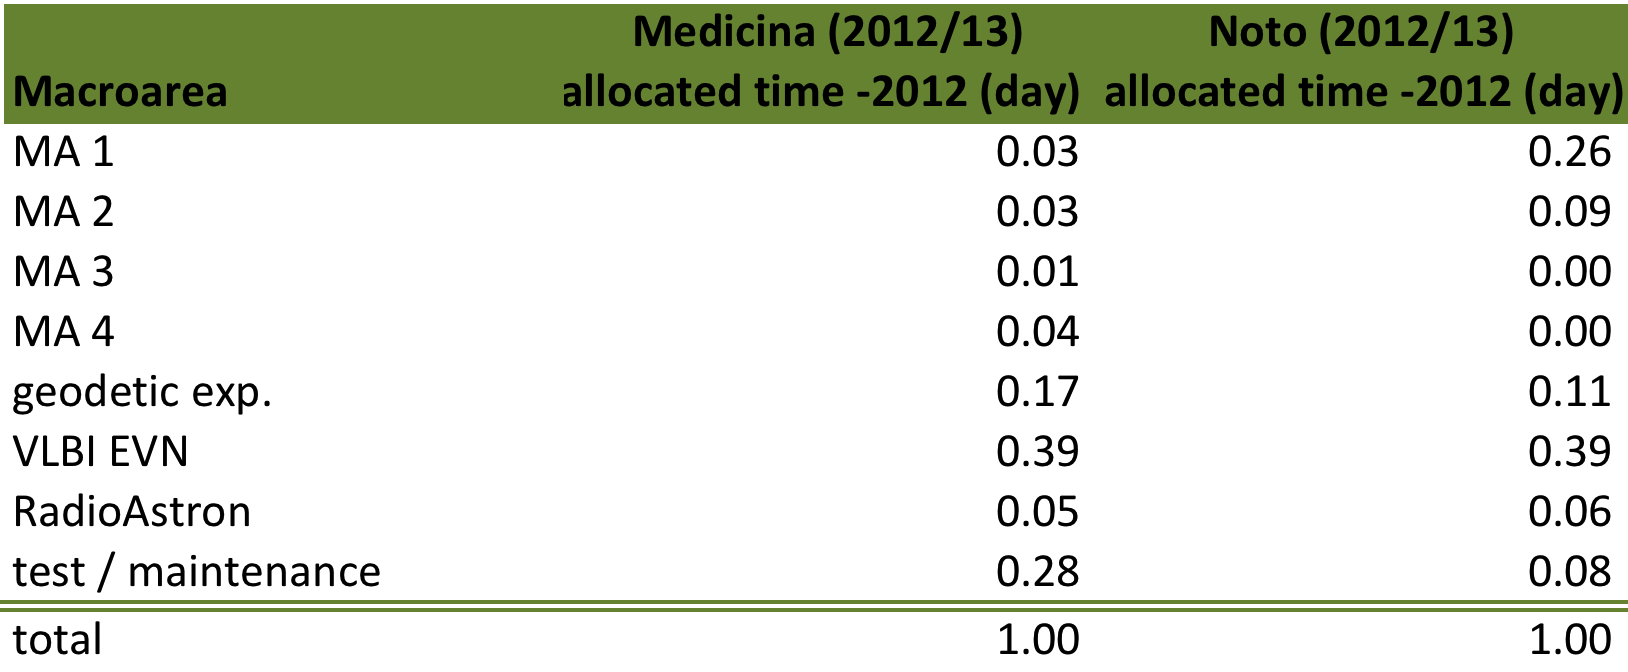 Medicina (2012/13) Noto (2012/13)
Macroarea allocated time -2012 (day) allocated time -2012 (day)
MA 1 0.03 0.26
MA 2 0.03 0.09
MA 3 0.01 0.00
MA 4 0.04 0.00
geodetic exp. 0.17 0.11
VLBI EVN 0.39 0.39
RadioAstron 0.05 0.06
test / maintenance 0.28 0.08
total 1.00 1.00